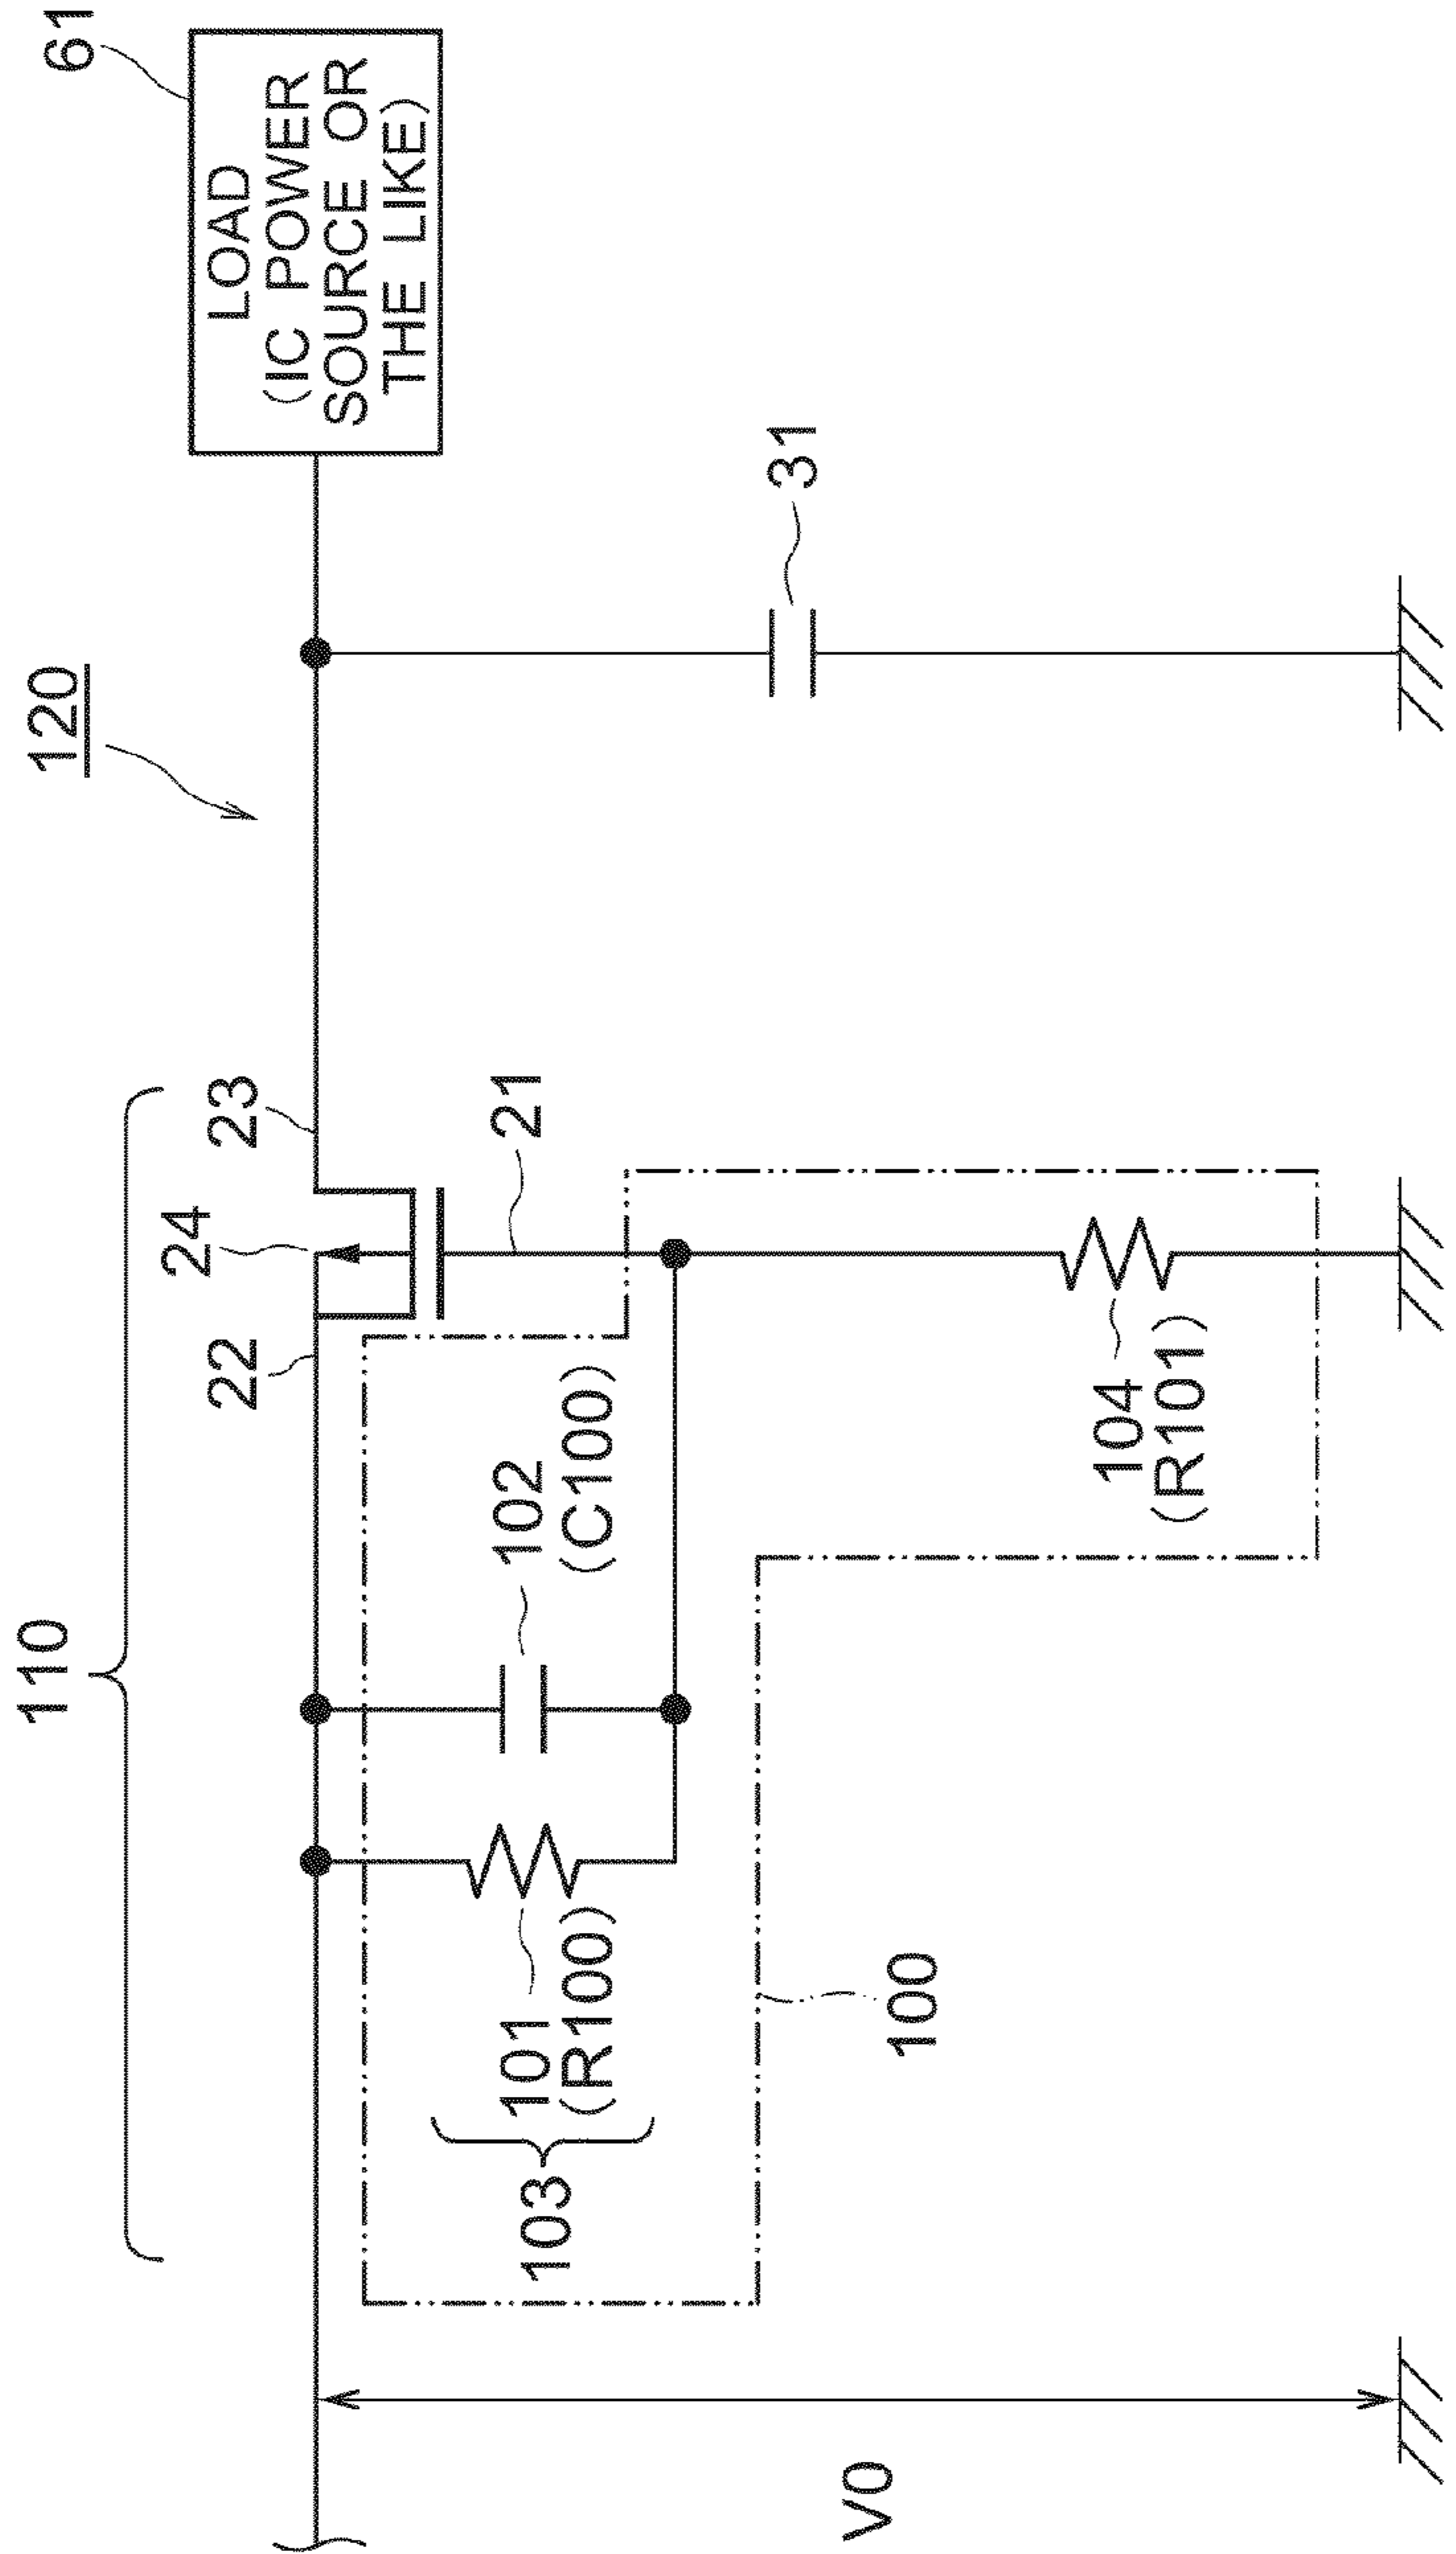 110
120
61
LOAD
(IC POWER
SOURCE OR
THE LIKE)
22
24
23
21
31
103
101
(R100)
102
(C100)
104
(R101)
100
V0